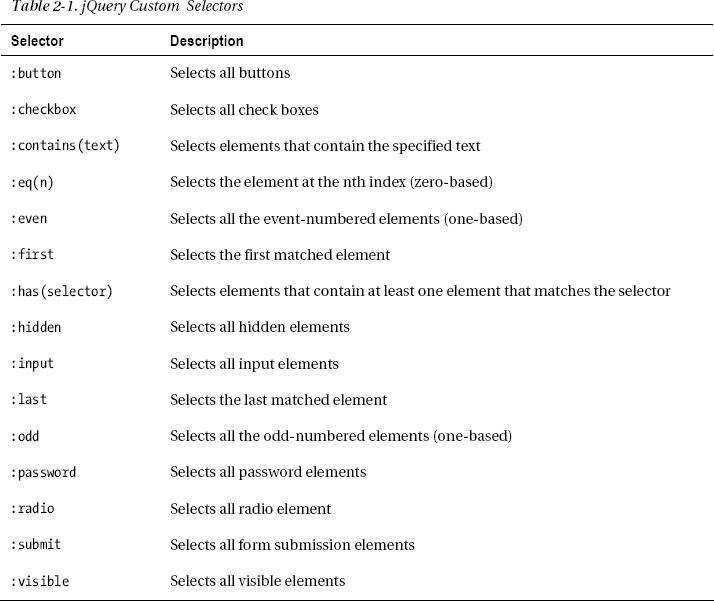 Table 2-1. jQuery Custom Selectors
Selector Description
:button Selects all buttons
:checkbox Selects all check boxes
:contains(text) Selects elements that contain the specified text
:eq(n) Selects the element at the nth index (zero-based)
:even Selects all the event-numbered elements (one-based)
:first Selects the first matched element
:has(selector) Selects elements that contain at least one element that matches the selector
:hidden Selects all hidden elements
:input Selects all input elements
:last Selects the last matched element
:odd Selects all the odd-numbered elements (one-based)
:password Selects all password elements
:radio Selects all radio element
:submit Selects all form submission elements
:visible Selects all visible elements